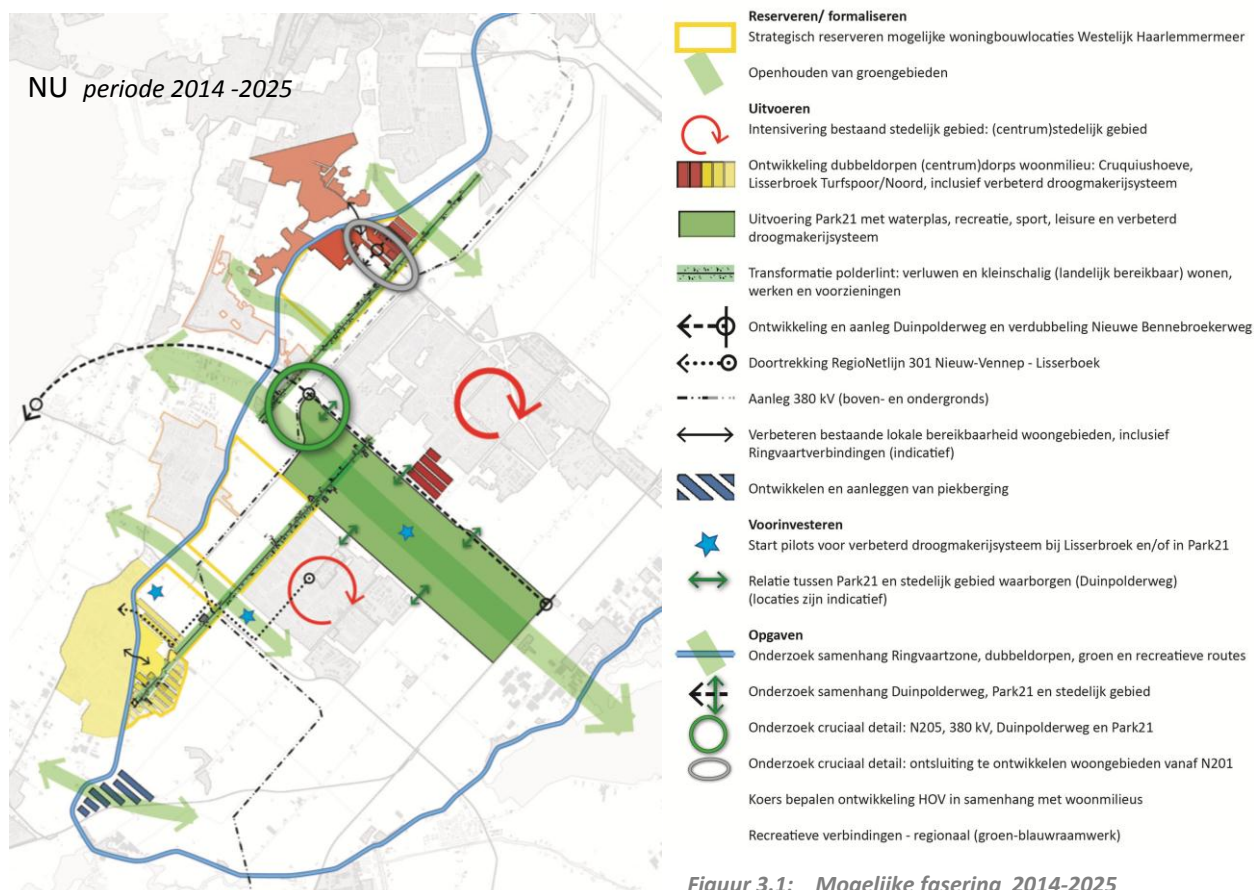 NU periode 2014 -2025
Reserveren/ formaliseren
Strategisch reserveren mogelijke woningbouwlocaties Westelijk Haarlemmermeer
Openhouden van groengebieden
Uitvoeren
Intensivering bestaand stedelijk gebied: (centrum)stedelijk gebied
Ontwikkeling dubbeldorpen (centrum)dorps woonmilieu: Cruquiushoeve,
Lisserbroek Turfspoor/Noord, inclusief verbeterd droogmakerijsysteem
Uitvoering Park21 met waterplas, recreatie, sport, leisure en verbeterd
droogmakerijsysteem
Transformatie polderlint: verluwen en kleinschalig (landelijk bereikbaar) wonen,
werken en voorzieningen
Ontwikkeling en aanleg Duinpolderweg en verdubbeling Nieuwe Bennebroekerweg
Doortrekking RegioNetlijn 301 Nieuw-Vennep - Lisserboek
Aanleg 380 kV (boven- en ondergronds)
Verbeteren bestaande lokale bereikbaarheid woongebieden, inclusief
Ringvaartverbindingen (indicatief)
Ontwikkelen en aanleggen van piekberging
Voorinvesteren
Start pilots voor verbeterd droogmakerijsysteem bij Lisserbroek en/of in Park21
Relatie tussen Park21 en stedelijk gebied waarborgen (Duinpolderweg)
(locaties zijn indicatief)
Opgaven
Onderzoek samenhang Ringvaartzone, dubbeldorpen, groen en recreatieve routes
Onderzoek samenhang Duinpolderweg, Park21 en stedelijk gebied
Onderzoek cruciaal detail: N205, 380 kV, Duinpolderweg en Park21
Onderzoek cruciaal detail: ontsluiting te ontwikkelen woongebieden vanaf N201
Koers bepalen ontwikkeling HOV in samenhang met woonmilieus
Recreatieve verbindingen - regionaal (groen-blauwraamwerk)
Figuur 3.1: Mogelijke fasering 2014-2025